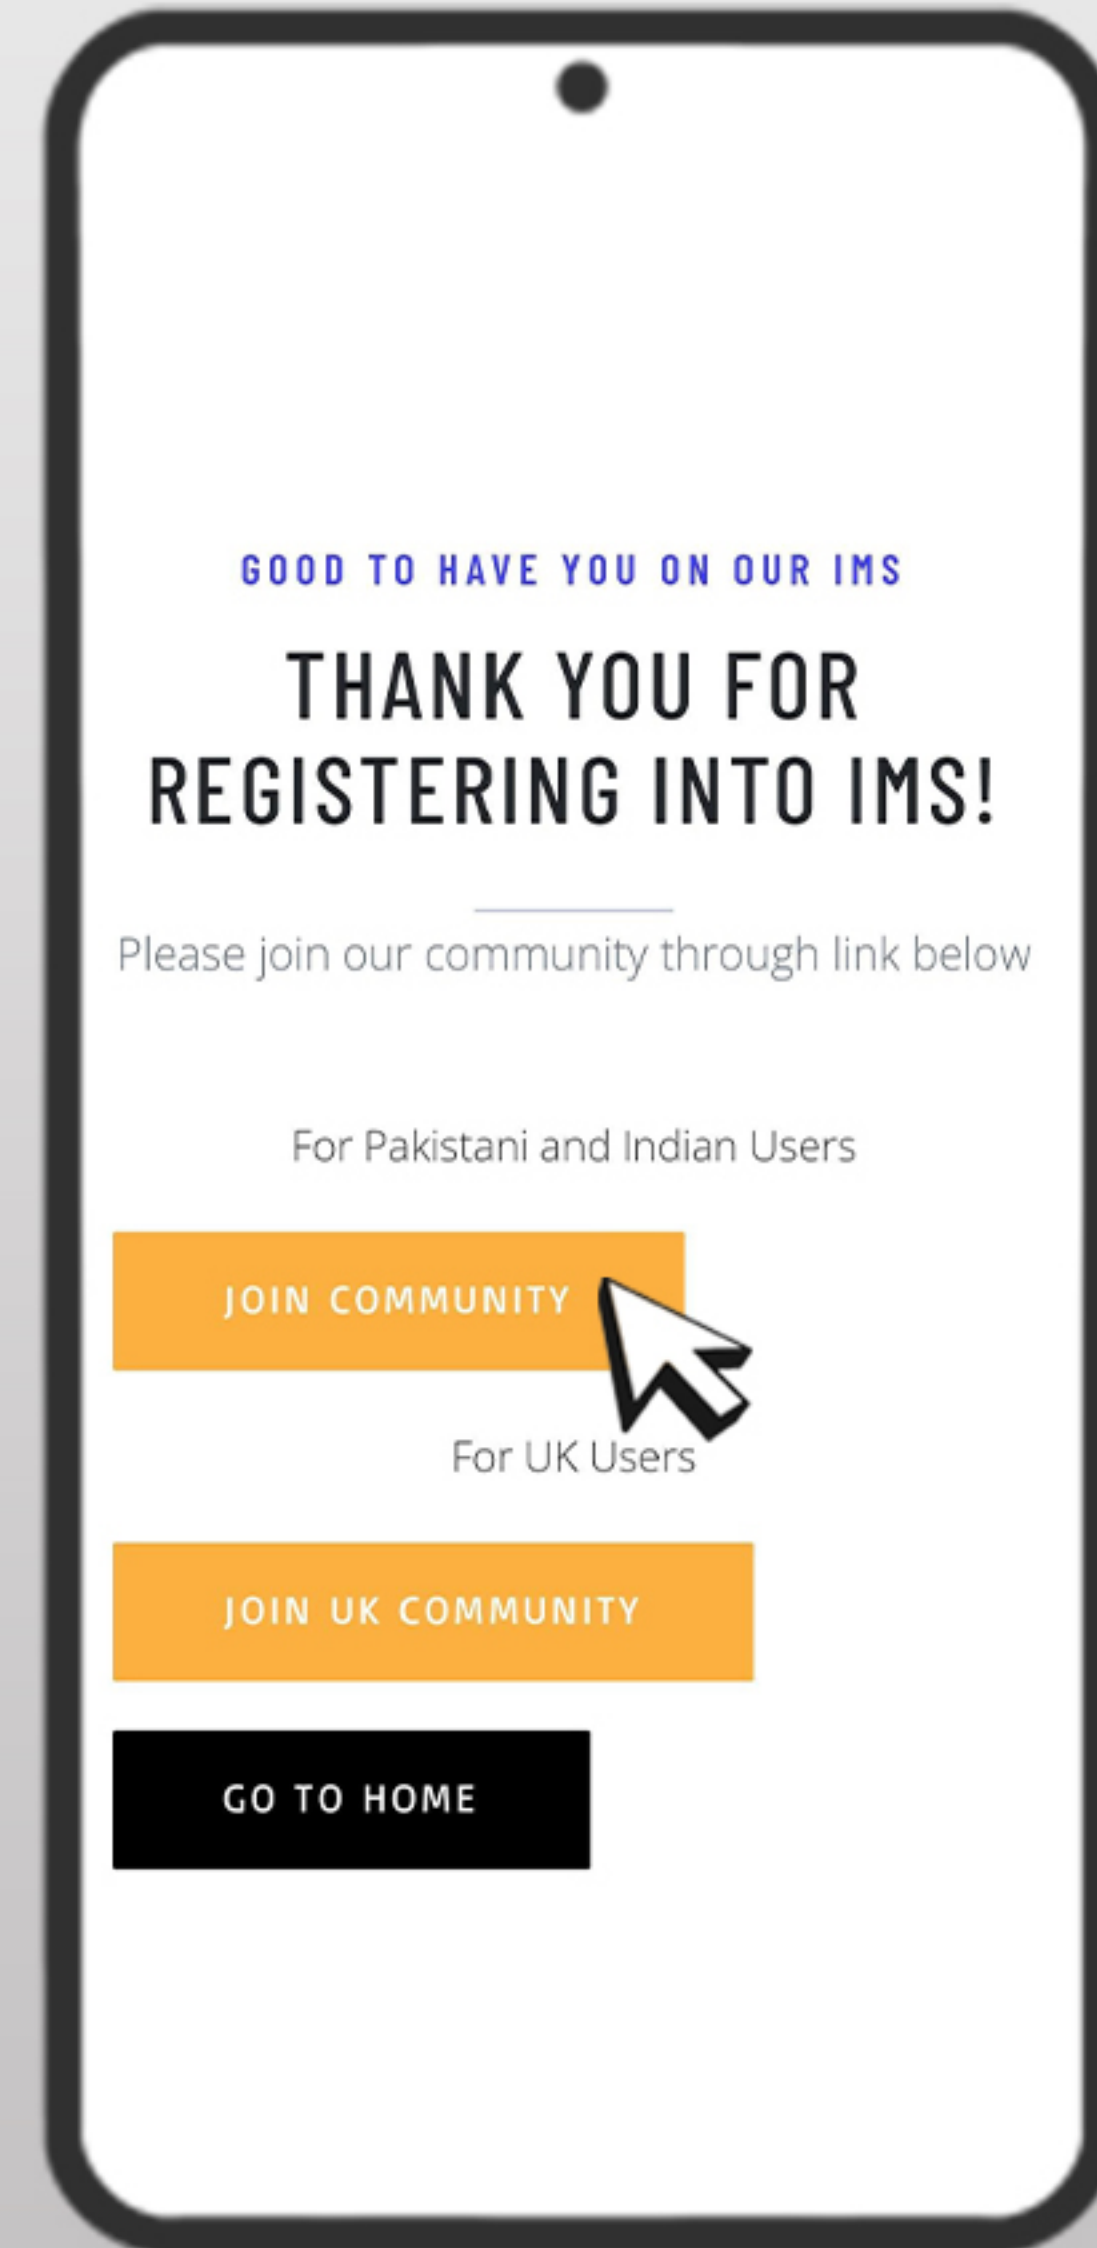 GOOD TO HAVE YOU ON OUR IMS
THANK YOU FOR
REGISTERING INTO IMS!
Please join our community through link below
For Pakistani and Indian Users
JOIN COMMUNITY
For UK Users
JOIN UK COMMUNITY
GO TO HOME